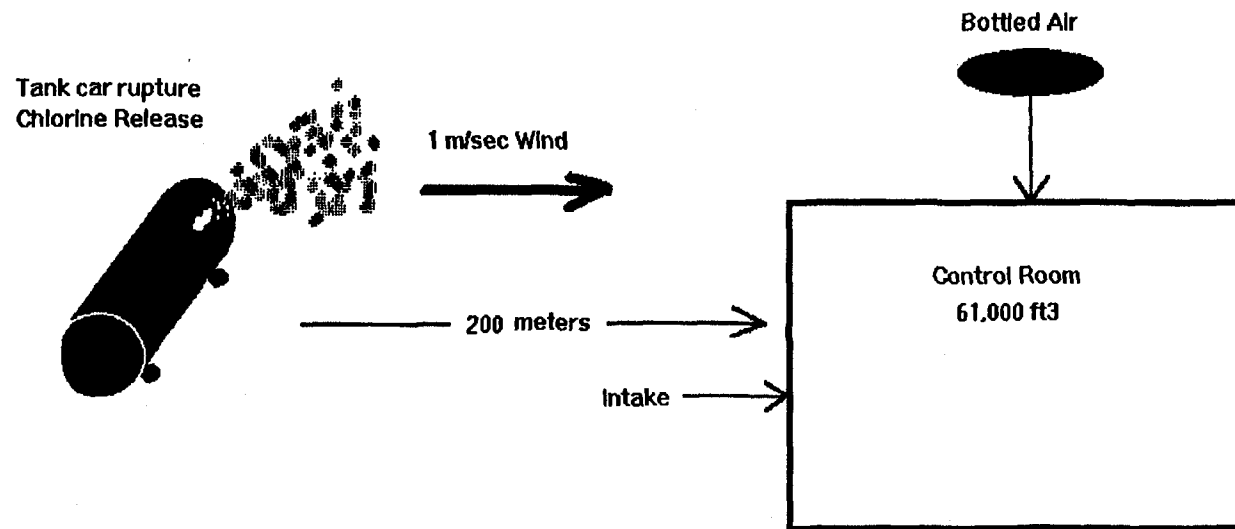 Bottled Air
Tank car rupture
Chlorine Release
1 m/sec Wind
Control Room
61,000 ft3
200 meters
Intake